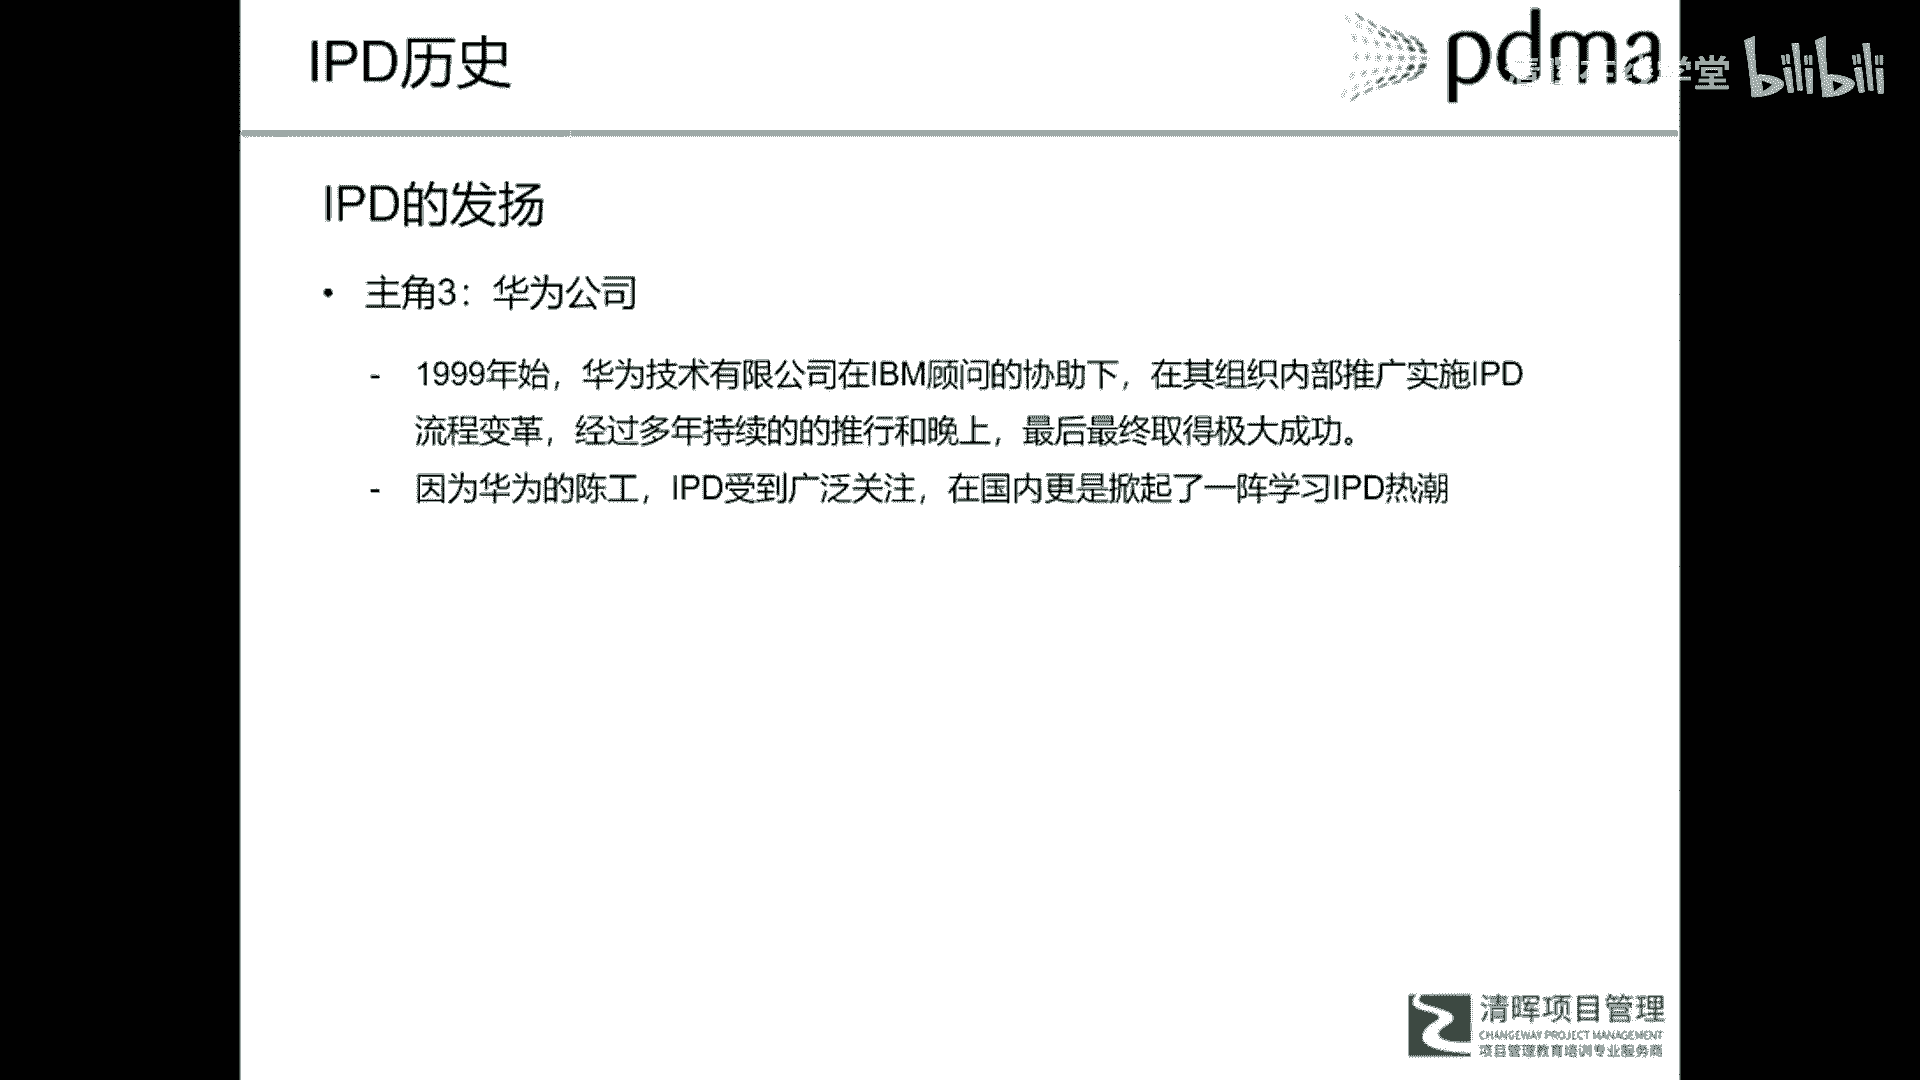 IPD历史
pdma
学堂 bilibili
IPD的发扬
• 主角3：华为公司
- 1999年始，华为技术有限公司在IBM顾问的协助下，在其组织内部推广实施IPD
流程变革，经过多年持续的的推行和晚上，最后最终取得极大成功。
- 因为华为的陈工，IPD受到广泛关注，在国内更是掀起了一阵学习IPD热潮
清晖项目管理
CHANGEWAY PROJECT MANAGEMENT
项目管理教育培训专业服务商